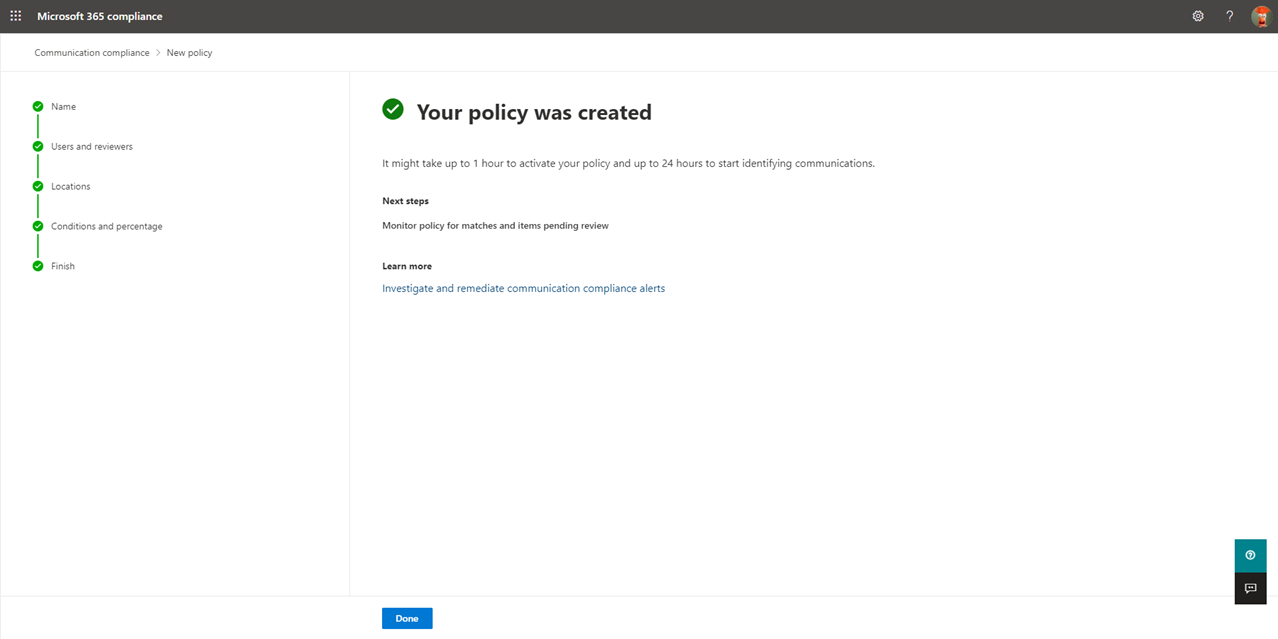 Microsoft 365 compliance
?
Communication compliance > New policy
Name
Users and reviewers
Locations
Conditions and percentage
Finish
Your policy was created
It might take up to 1 hour to activate your policy and up to 24 hours to start identifying communications.
Next steps
Monitor policy for matches and items pending review
Learn more
Investigate and remediate communication compliance alerts
Done